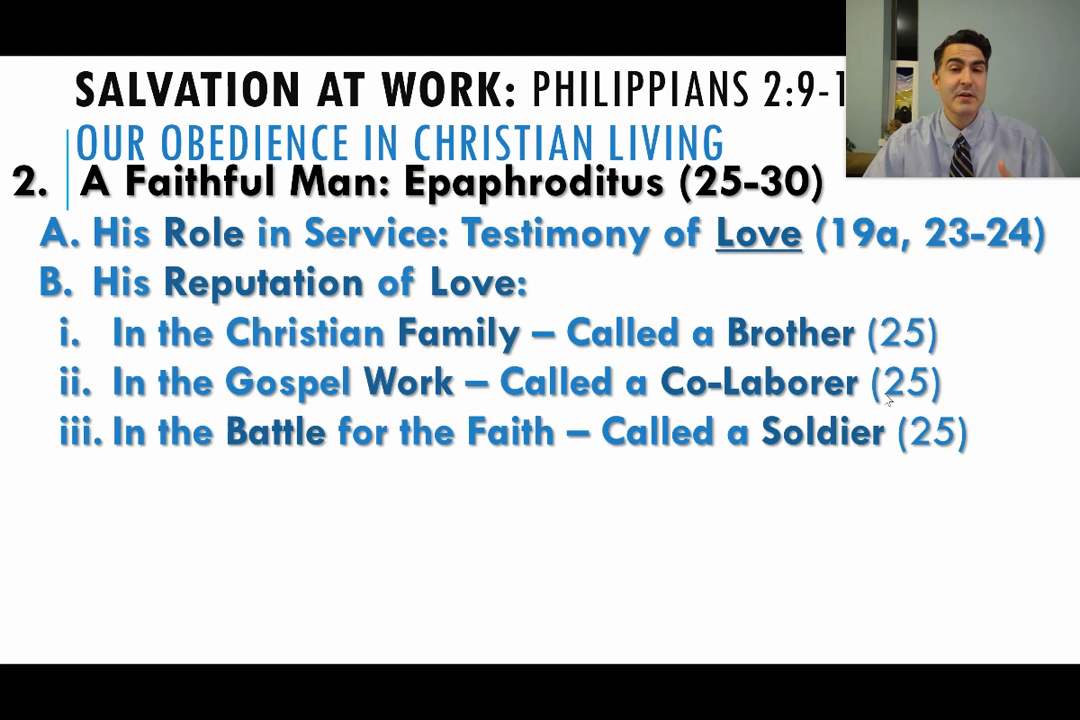 SALVATION AT WORK: PHILIPPIANS 2:9-1
OUR OBEDIENCE IN CHRISTIAN LIVING
2. A Faithful Man: Epaphroditus (25-30)
A. His Role in Service: Testimony of Love (19a, 23-24)
B. His Reputation of Love:
i. In the Christian Family – Called a Brother (25)
ii. In the Gospel Work – Called a Co-Laborer (25)
iii. In the Battle for the Faith – Called a Soldier (25)